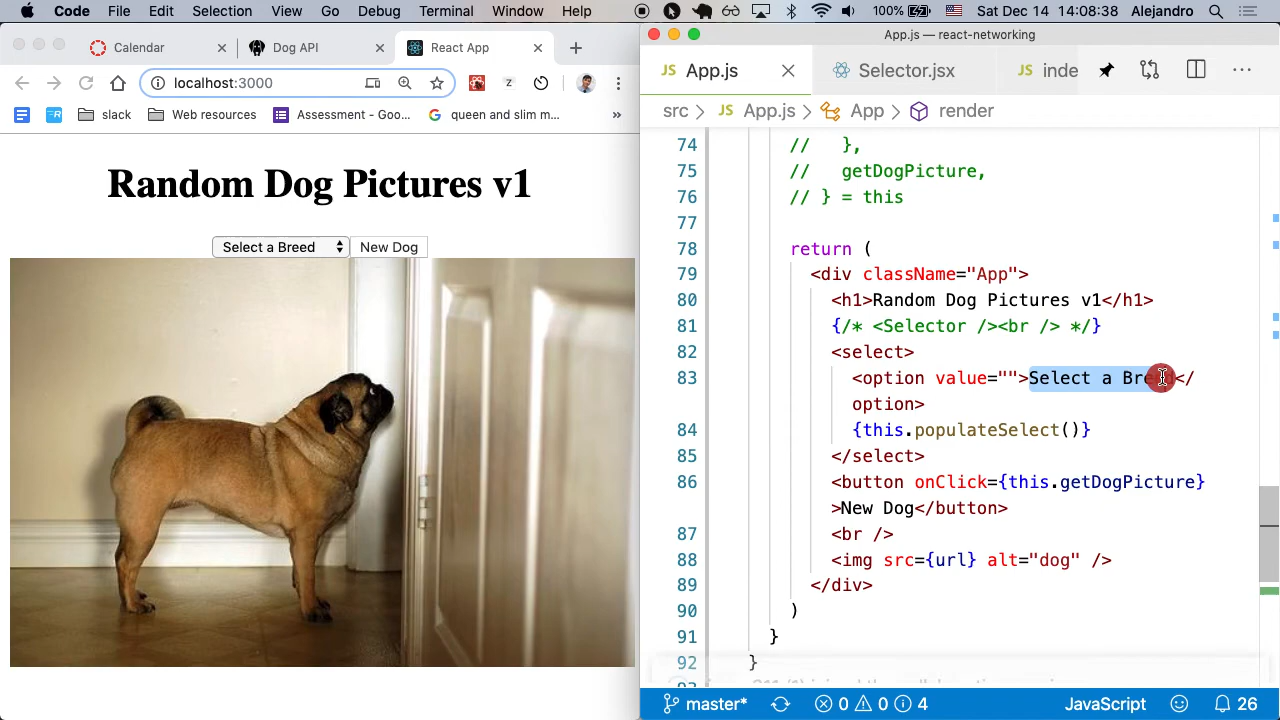 Code File Edit Selection View Go Debug Terminal Window Help 100% Sat Dec 14 14:08:38 Alejandro
Calendar Dog API React App
localhost:3000
slack Web resources Assessment - Goo... queen and slim m... »
Random Dog Pictures v1
Select a Breed New Dog
App.js — react-networking
JS App.js Selector.jsx JS inde
src > JS App.js > App > render
74 // },
75 // getDogPicture,
76 // } = this
77
78 return (
79 <div className="App">
80 <h1>Random Dog Pictures v1</h1>
81 {/* <Selector /><br /> */}
82 <select>
83 <option value="">Select a Breed</
option>
84 {this.populateSelect()}
85 </select>
86 <button onClick={this.getDogPicture}
>New Dog</button>
87 <br />
88 <img src={url} alt="dog" />
89 </div>
90 )
91 }
92 }
master* 0 0 4 JavaScript 26